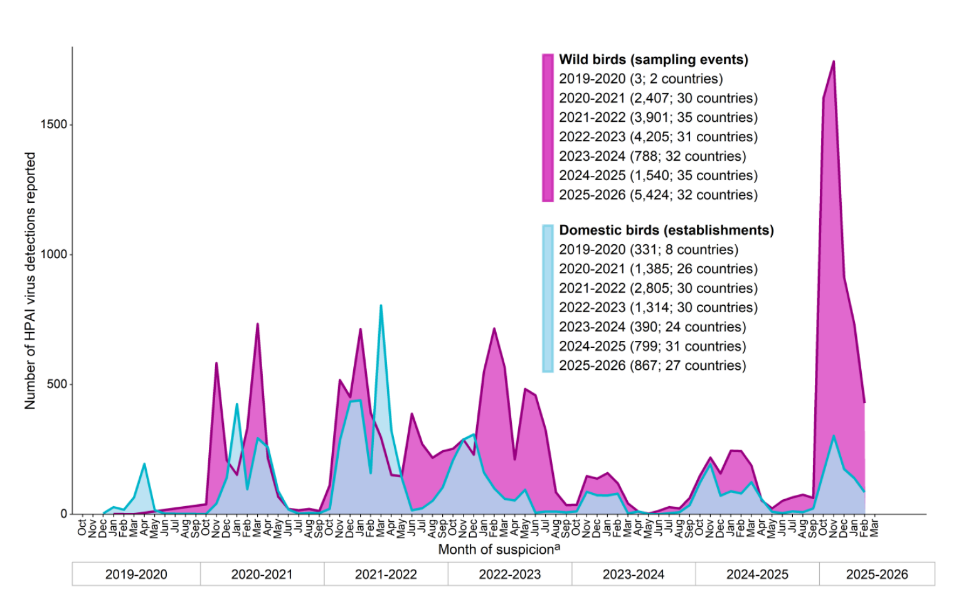 Wild birds (sampling events)
2019-2020 (3; 2 countries)
2020-2021 (2,407; 30 countries)
2021-2022 (3,901; 35 countries)
2022-2023 (4,205; 31 countries)
2023-2024 (788; 32 countries)
2024-2025 (1,540; 35 countries)
2025-2026 (5,424; 32 countries)
Domestic birds (establishments)
2019-2020 (331; 8 countries)
2020-2021 (1,385; 26 countries)
2021-2022 (2,805; 30 countries)
2022-2023 (1,314; 30 countries)
2023-2024 (390; 24 countries)
2024-2025 (799; 31 countries)
2025-2026 (867; 27 countries)
Number of HPAI virus detections reported
1500
1000
500
0
Oct Nov Dec Jan Feb Mar Apr May Jun Jul Aug Sep Oct Nov Dec Jan Feb Mar Apr May Jun Jul Aug Sep Oct Nov Dec Jan Feb Mar Apr May Jun Jul Aug Sep Oct Nov Dec Jan Feb Mar Apr May Jun Jul Aug Sep Oct Nov Dec Jan Feb Mar Apr May Jun Jul Aug Sep Oct Nov Dec Jan Feb Mar Apr May Jun Jul Aug Sep Oct Nov Dec Jan Feb Mar
Month of suspicionᵃ
2019-2020 2020-2021 2021-2022 2022-2023 2023-2024 2024-2025 2025-2026